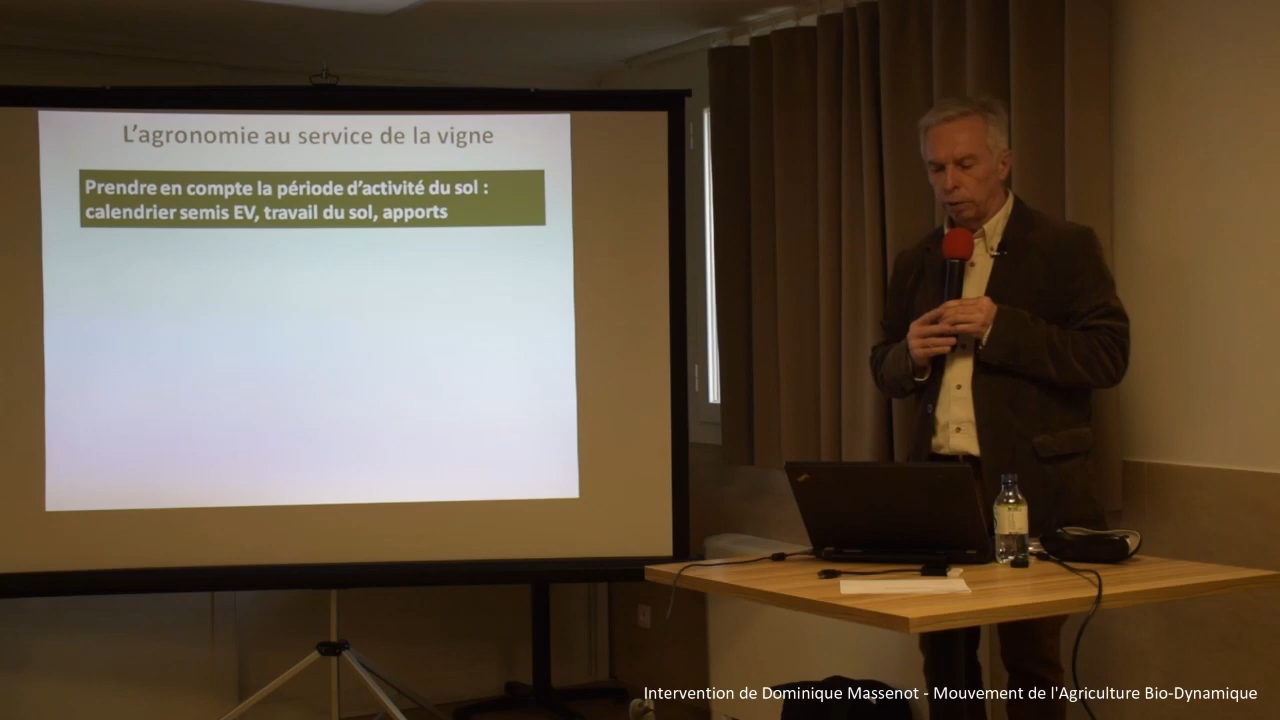 L'agronomie au service de la vigne
Prendre en compte la période d'activité du sol :
calendrier semis EV, travail du sol, apports
Intervention de Dominique Massenot - Mouvement de l'Agriculture Bio-Dynamique